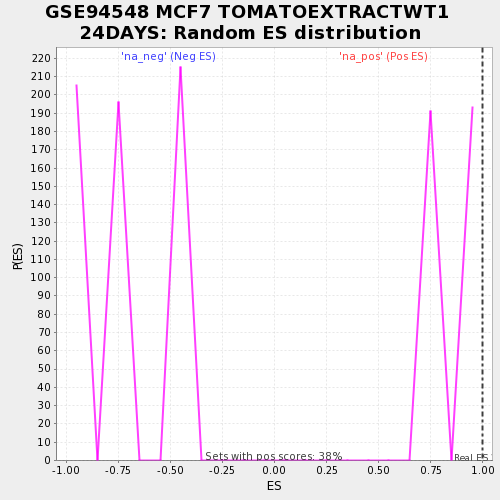 GSE94548 MCF7 TOMATOEXTRACTWT1
24DAYS: Random ES distribution
'na_neg' (Neg ES)
'na_pos' (Pos ES)
220
210
200
190
180
170
160
150
140
130
120
110
100
90
80
70
60
50
40
30
20
10
0
P(ES)
Sets with pos scores: 38%
Real ES
-1.00 -0.75 -0.50 -0.25 0.00 0.25 0.50 0.75 1.00
ES